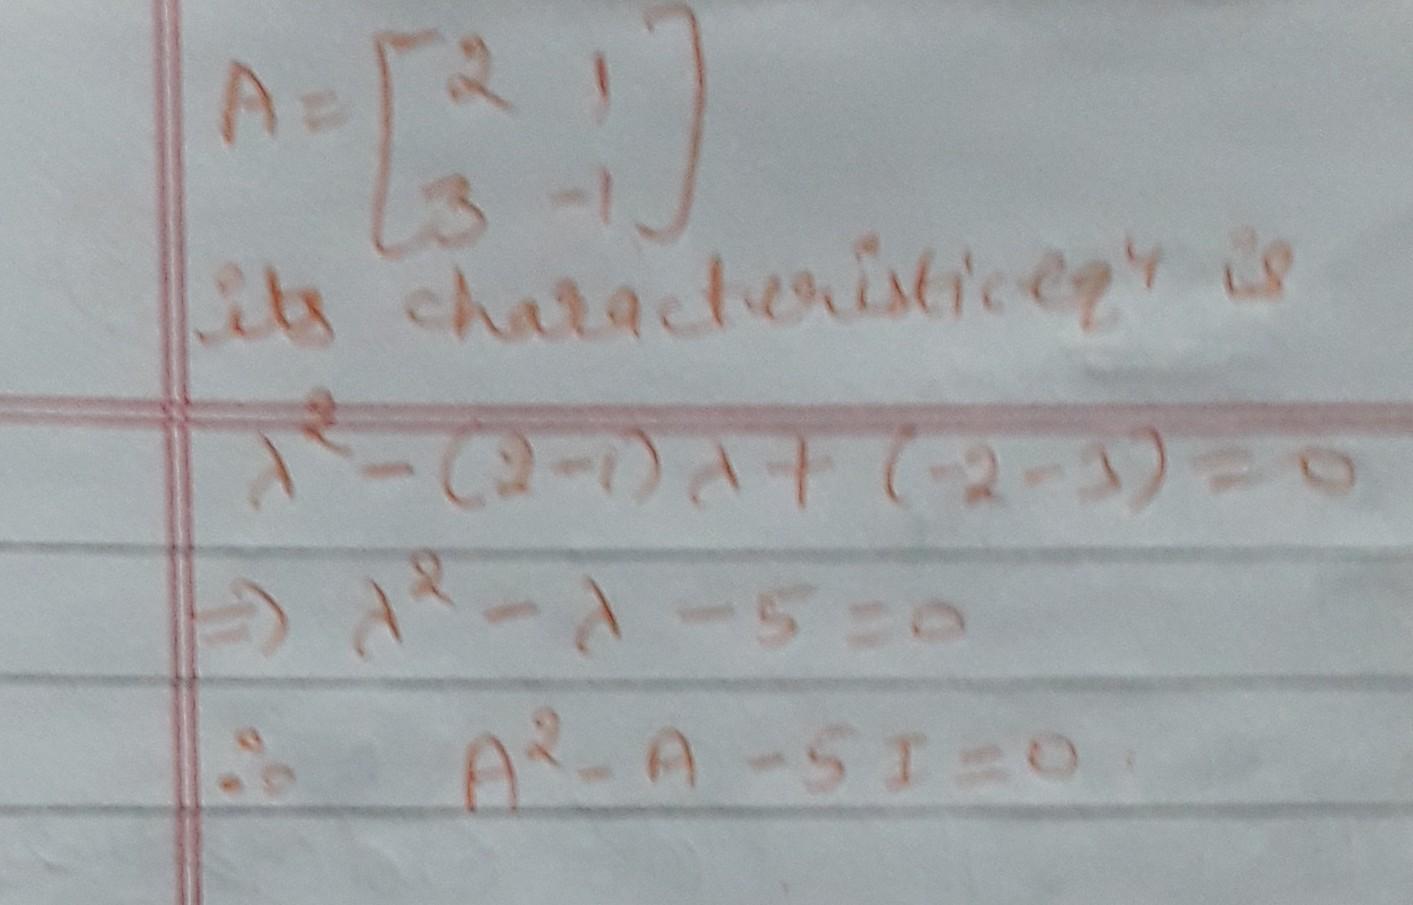 A = [ 2 1
3 -1 ]
its characteristic eqⁿ is
λ² - (2-1) λ + (-2-3) = 0
⇒ λ² - λ - 5 = 0
∴ A² - A - 5 I = 0.